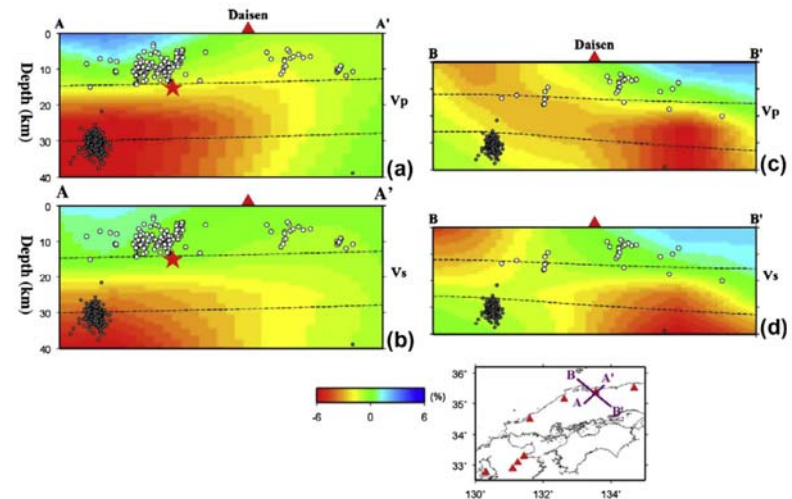 A Daisen A'
0
10
20
30
40
Depth (km)
Vp
(a)
B Daisen B'
Vp
(c)
A A'
0
10
20
30
40
Depth (km)
Vs
(b)
B B'
Vs
(d)
-6 0 6 (%)
36°
35°
34°
33°
130° 132° 134°
B A'
A B'